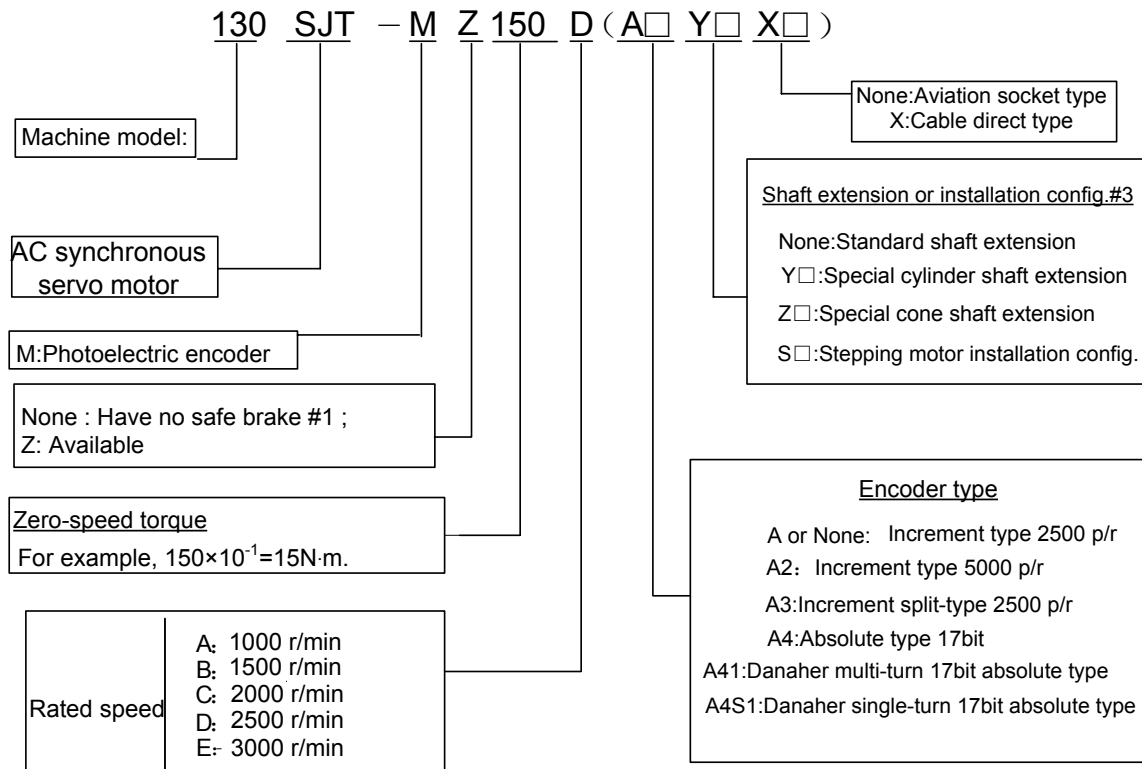 130 SJT －M Z 150 D（A□ Y□ X□）
None:Aviation socket type
X:Cable direct type
Machine model:
Shaft extension or installation config.#3
None:Standard shaft extension
Y□:Special cylinder shaft extension
Z□:Special cone shaft extension
S□:Stepping motor installation config.
AC synchronous
servo motor
M:Photoelectric encoder
None : Have no safe brake #1 ;
Z: Available
Zero-speed torque
For example, 150×10⁻¹=15N·m.
Encoder type
A or None: Increment type 2500 p/r
A2：Increment type 5000 p/r
A3:Increment split-type 2500 p/r
A4:Absolute type 17bit
A41:Danaher multi-turn 17bit absolute type
A4S1:Danaher single-turn 17bit absolute type
Rated speed
A：1000 r/min
B：1500 r/min
C：2000 r/min
D：2500 r/min
E：3000 r/min